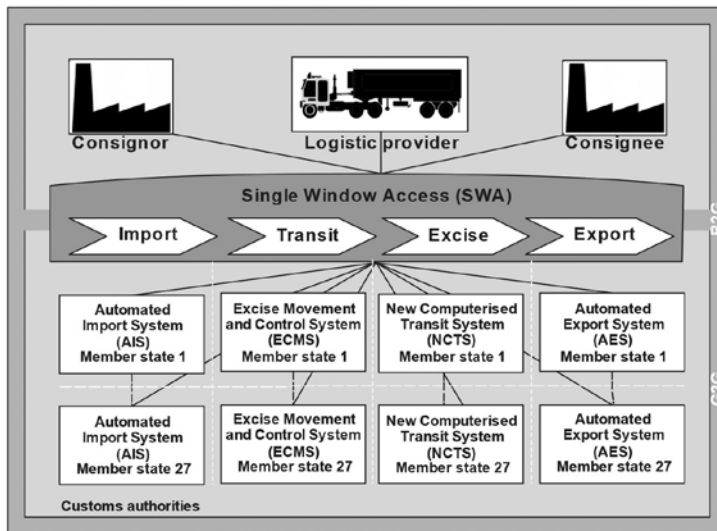 Consignor
Logistic provider
Consignee
Single Window Access (SWA)
Import
Transit
Excise
Export
B2G
Automated
Import System
(AIS)
Member state 1
Excise Movement
and Control System
(ECMS)
Member state 1
New Computerised
Transit System
(NCTS)
Member state 1
Automated
Export System
(AES)
Member state 1
G2G
Automated
Import System
(AIS)
Member state 27
Excise Movement
and Control System
(ECMS)
Member state 27
New Computerised
Transit System
(NCTS)
Member state 27
Automated
Export System
(AES)
Member state 27
Customs authorities